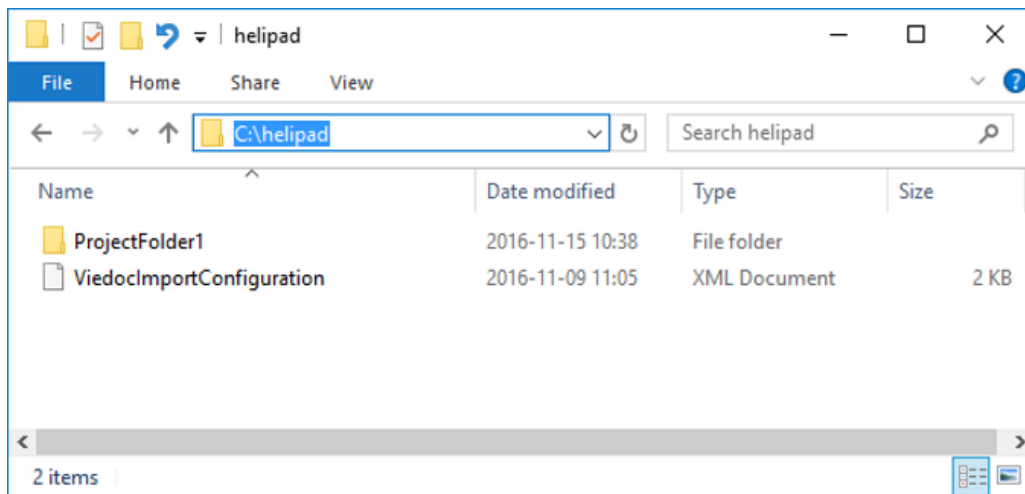 helipad
File Home Share View ?
C:\helipad Search helipad
Name Date modified Type Size
ProjectFolder1 2016-11-15 10:38 File folder
ViedocImportConfiguration 2016-11-09 11:05 XML Document 2 KB
2 items